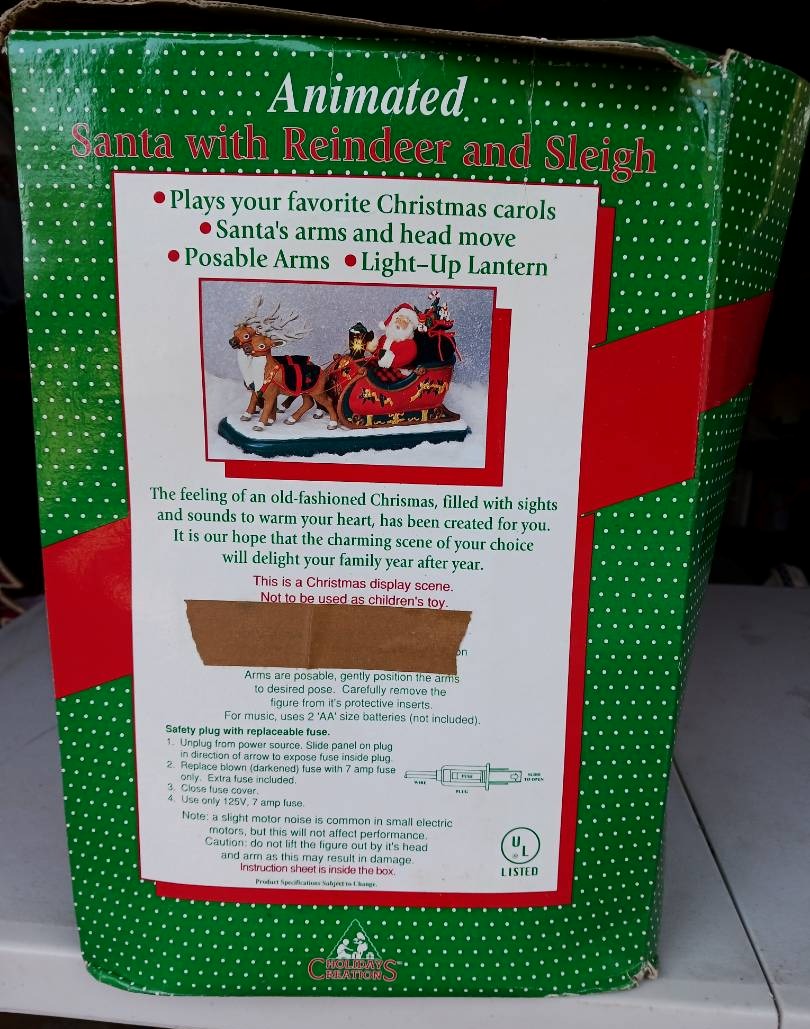 Animated
Santa with Reindeer and Sleigh
•Plays your favorite Christmas carols
•Santa's arms and head move
•Posable Arms •Light-Up Lantern
The feeling of an old-fashioned Chrismas, filled with sights
and sounds to warm your heart, has been created for you.
It is our hope that the charming scene of your choice
will delight your family year after year.
This is a Christmas display scene.
Not to be used as children's toy.
on
Arms are posable, gently position the arms
to desired pose. Carefully remove the
figure from it's protective inserts.
For music, uses 2 'AA' size batteries (not included).
Safety plug with replaceable fuse.
1. Unplug from power source. Slide panel on plug
in direction of arrow to expose fuse inside plug.
2. Replace blown (darkened) fuse with 7 amp fuse
only. Extra fuse included.
3. Close fuse cover.
4. Use only 125V, 7 amp fuse.
WIRE
FUSE
PLUG
SLIDE
TO OPEN
Note: a slight motor noise is common in small electric
motors, but this will not affect performance.
Caution: do not lift the figure out by it's head
and arm as this may result in damage.
Instruction sheet is inside the box.
Product Specifications Subject to Change.
UL
®
LISTED
HOLIDAY
CREATIONS